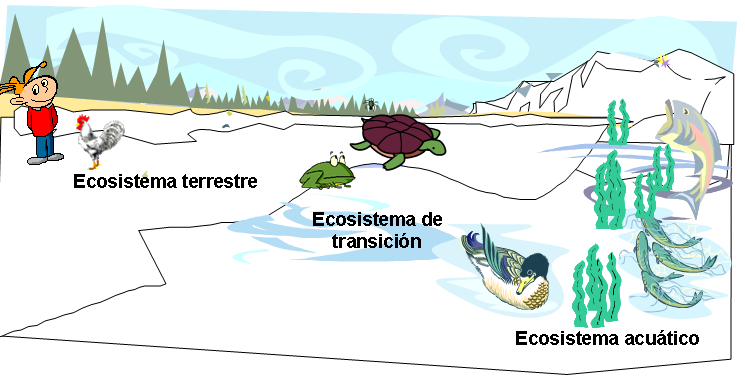 Ecosistema terrestre
Ecosistema de
transición
Ecosistema acuático